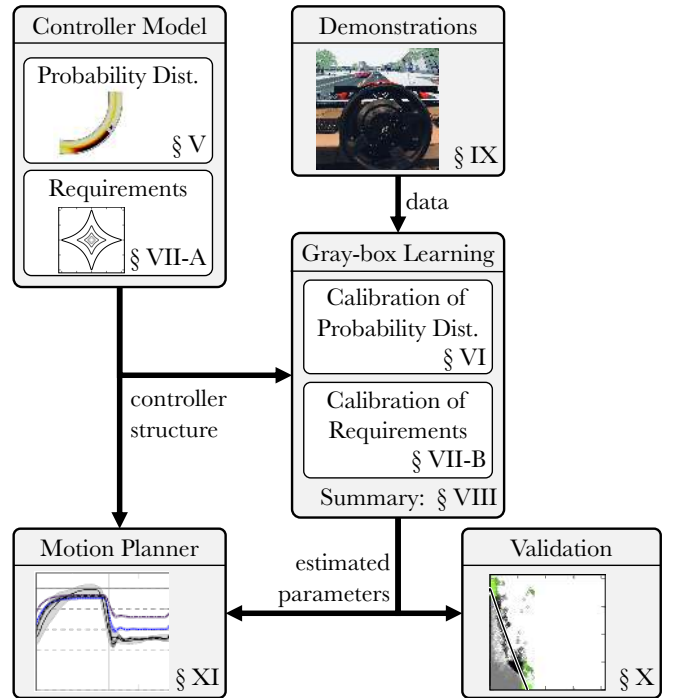 Controller Model
Probability Dist.
§ V
Requirements
§ VII-A
Demonstrations
§ IX
data
Gray-box Learning
Calibration of
Probability Dist.
§ VI
Calibration of
Requirements
§ VII-B
Summary: § VIII
controller
structure
estimated
parameters
Motion Planner
§ XI
Validation
§ X